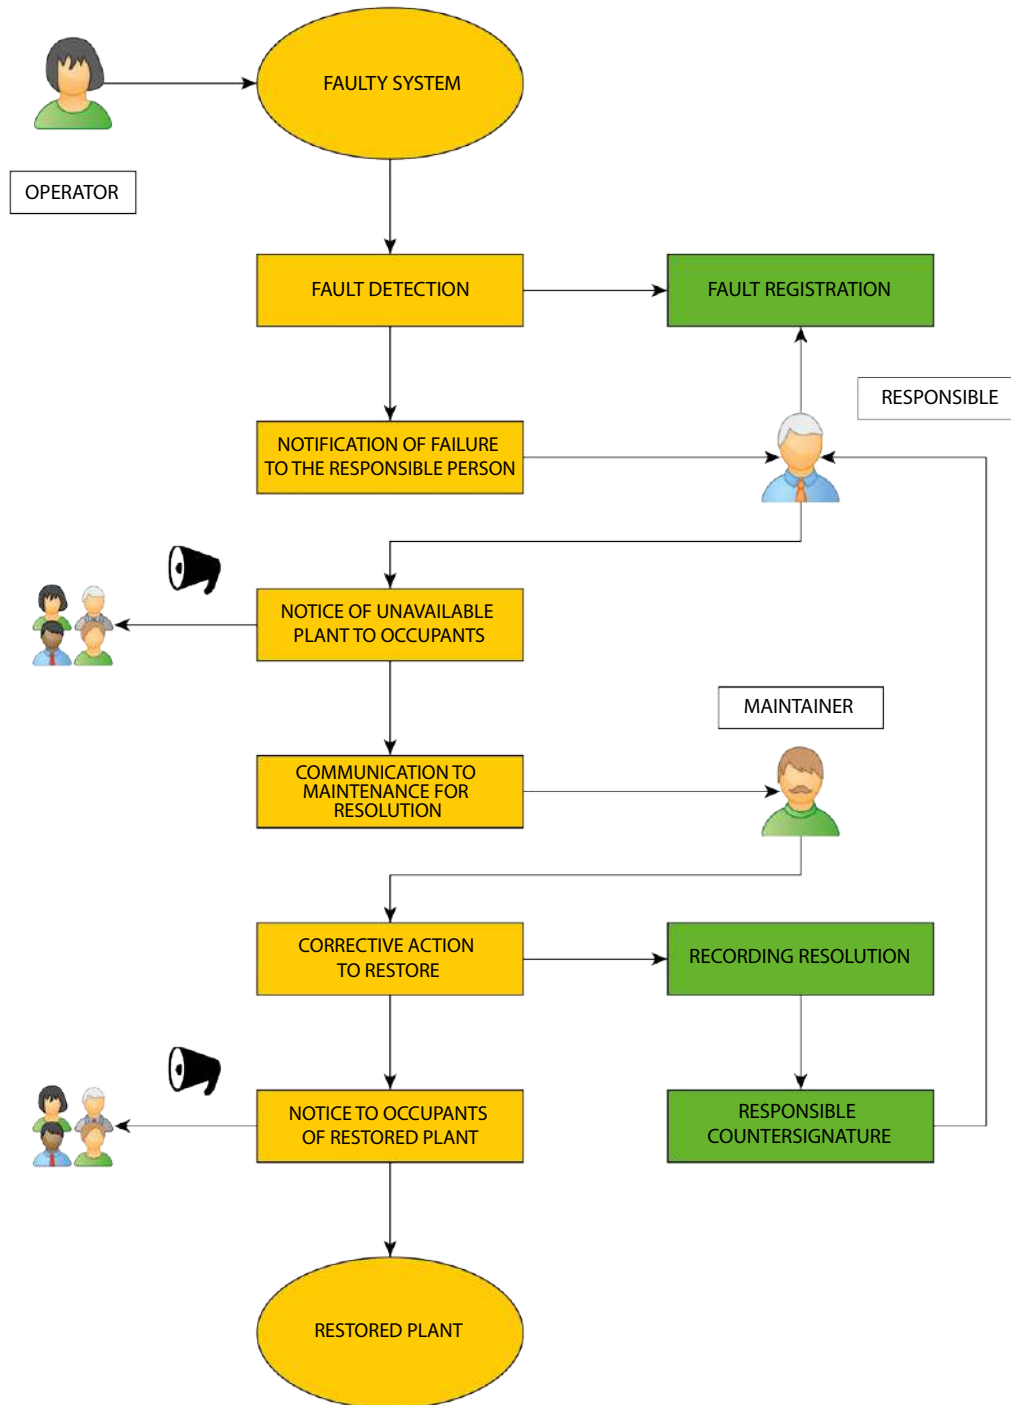 FAULTY SYSTEM
OPERATOR
FAULT DETECTION
FAULT REGISTRATION
RESPONSIBLE
NOTIFICATION OF FAILURE
TO THE RESPONSIBLE PERSON
NOTICE OF UNAVAILABLE
PLANT TO OCCUPANTS
MAINTAINER
COMMUNICATION TO
MAINTENANCE FOR
RESOLUTION
CORRECTIVE ACTION
TO RESTORE
RECORDING RESOLUTION
NOTICE TO OCCUPANTS
OF RESTORED PLANT
RESPONSIBLE
COUNTERSIGNATURE
RESTORED PLANT